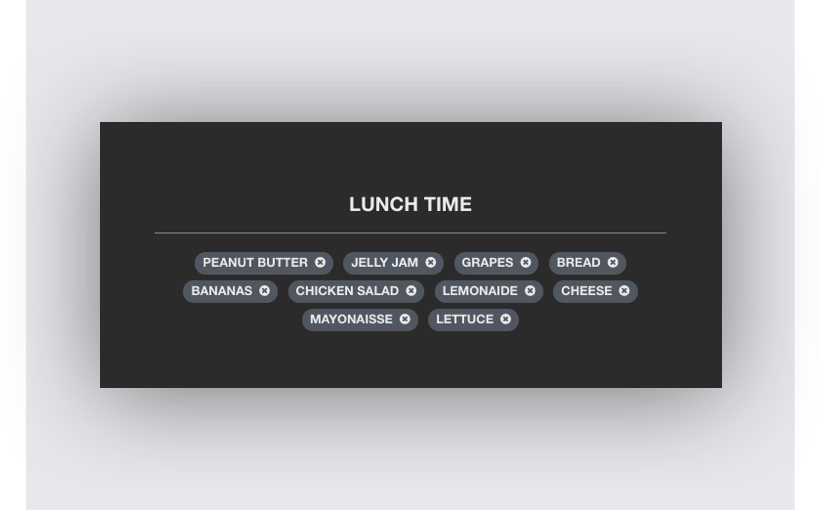 LUNCH TIME
PEANUT BUTTER JELLY JAM GRAPES BREAD
BANANAS CHICKEN SALAD LEMONAIDE CHEESE
MAYONAISSE LETTUCE